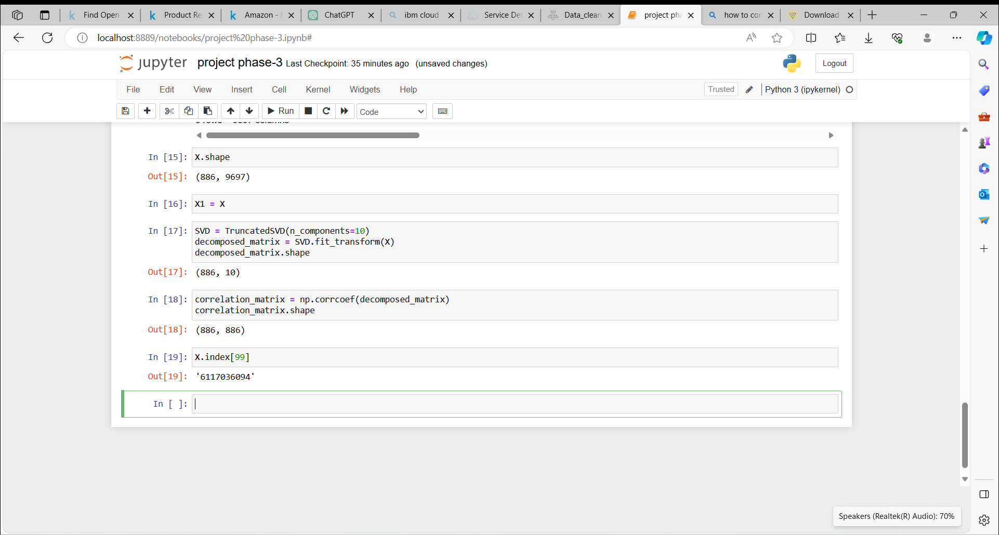 Find Open
Product Re
Amazon -
ChatGPT
ibm cloud
Service Det
Data_clean
project pha
how to con
Download
localhost:8889/notebooks/project%20phase-3.ipynb#
jupyter project phase-3 Last Checkpoint: 35 minutes ago (unsaved changes)
Logout
File Edit View Insert Cell Kernel Widgets Help
Trusted
Python 3 (ipykernel)
Run
Code
In [15]: X.shape
Out[15]: (886, 9697)
In [16]: X1 = X
In [17]: SVD = TruncatedSVD(n_components=10)
decomposed_matrix = SVD.fit_transform(X)
decomposed_matrix.shape
Out[17]: (886, 10)
In [18]: correlation_matrix = np.corrcoef(decomposed_matrix)
correlation_matrix.shape
Out[18]: (886, 886)
In [19]: X.index[99]
Out[19]: '6117036094'
In [ ]:
Speakers (Realtek(R) Audio): 70%